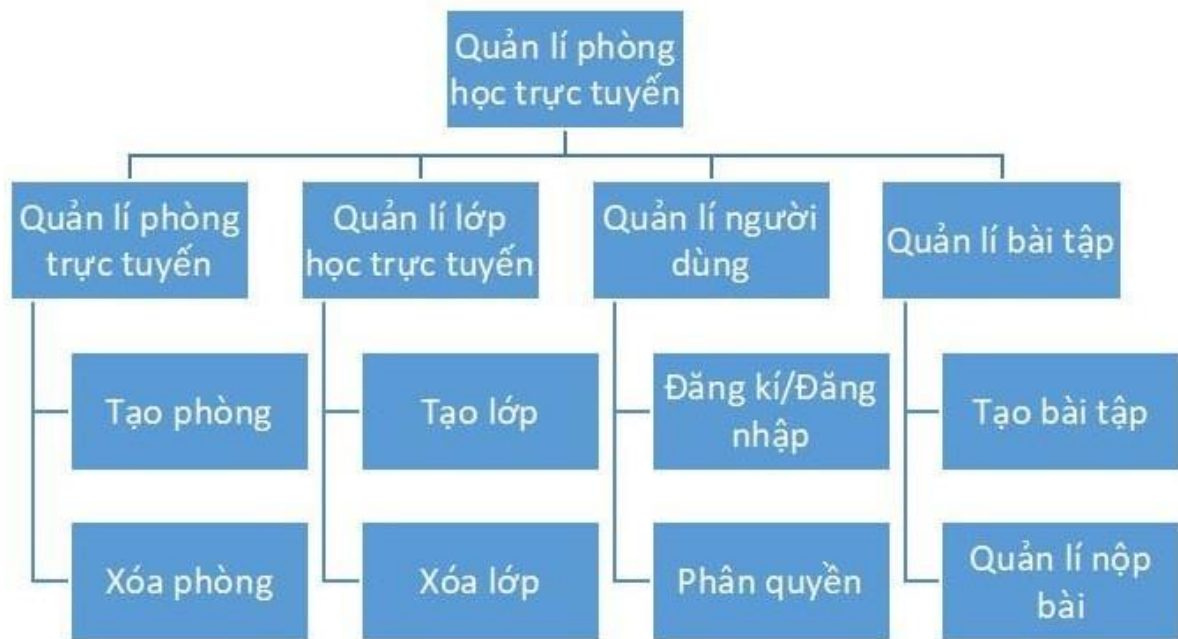 Quản lí phòng
học trực tuyến
Quản lí phòng
trực tuyến
Quản lí lớp
học trực tuyến
Quản lí người
dùng
Quản lí bài tập
Tạo phòng
Tạo lớp
Đăng kí/Đăng
nhập
Tạo bài tập
Xóa phòng
Xóa lớp
Phân quyền
Quản lí nộp
bài